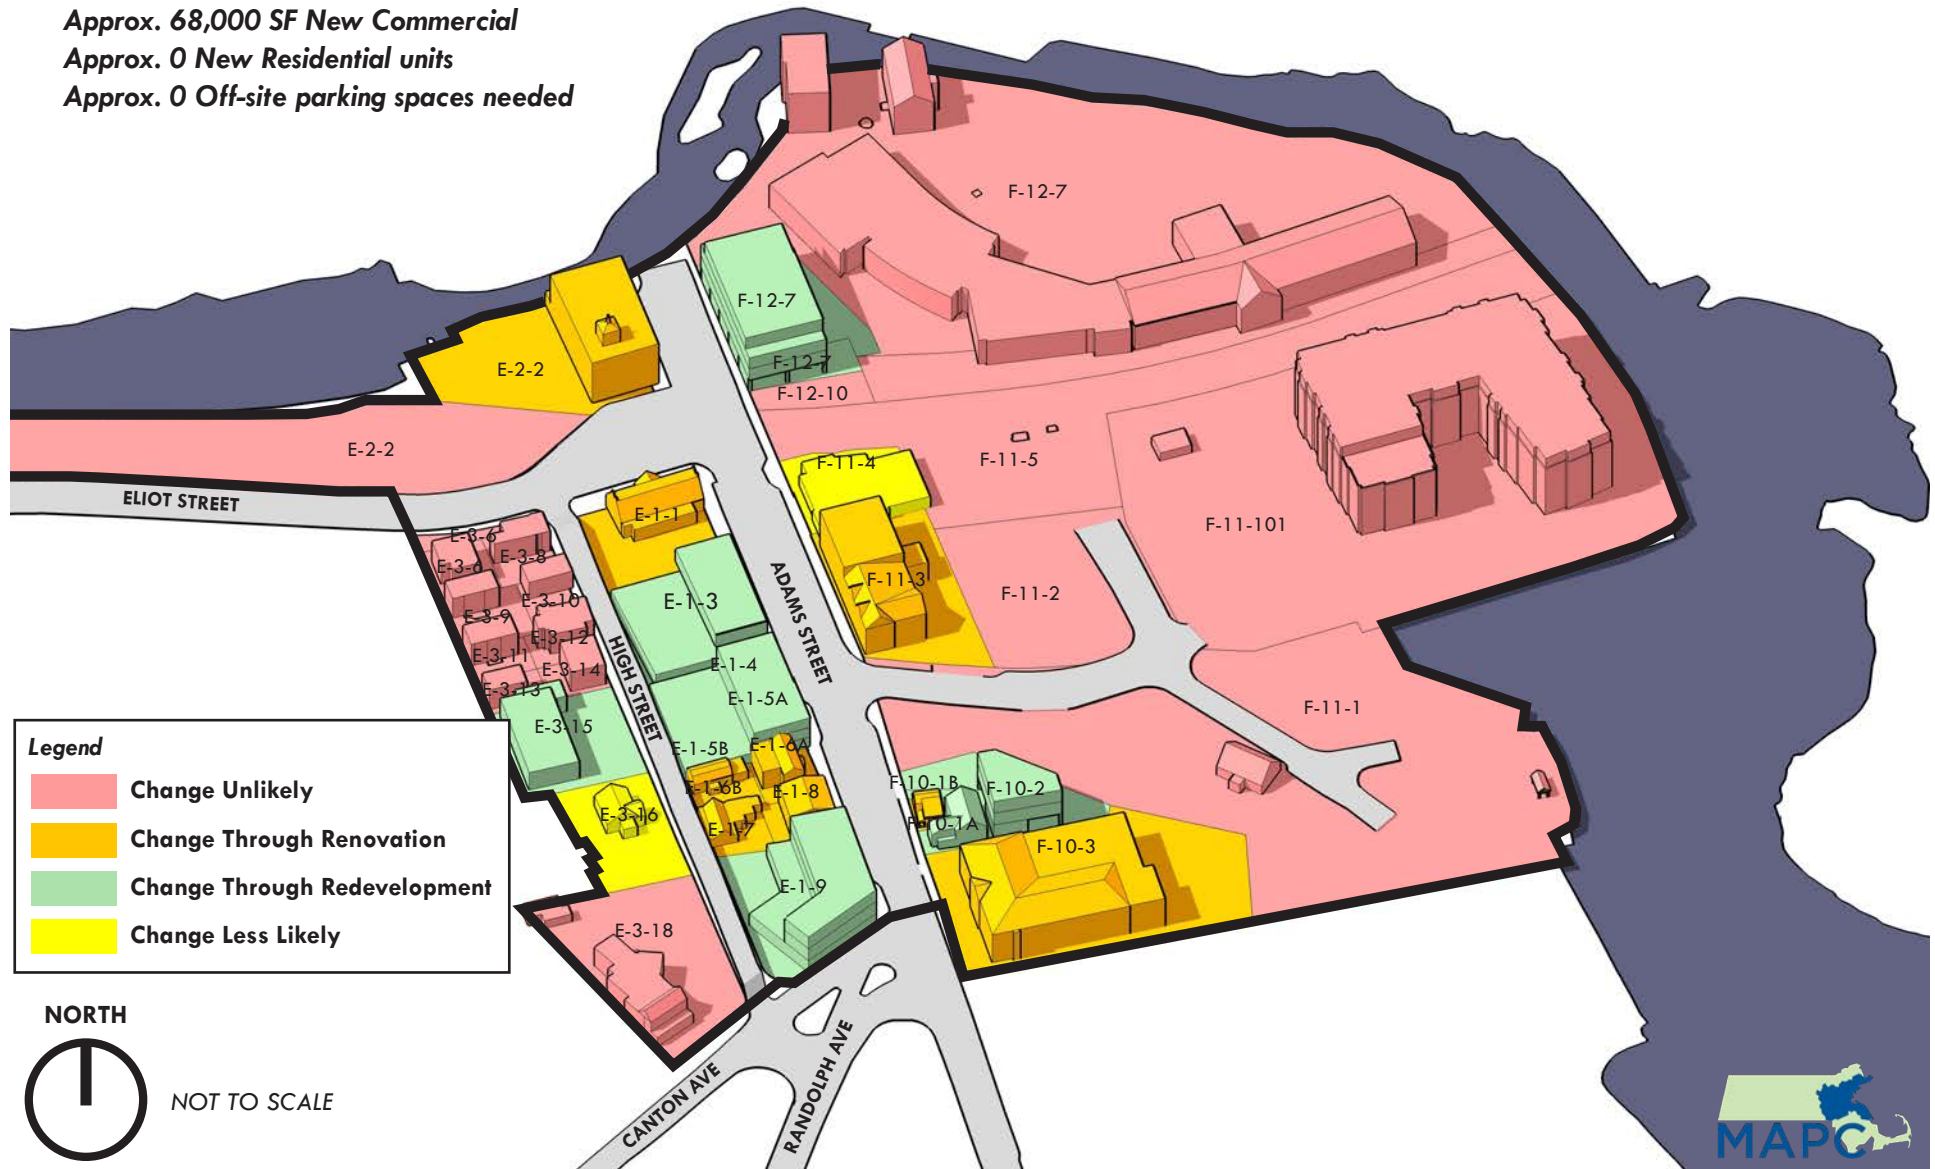 Approx. 68,000 SF New Commercial
Approx. 0 New Residential units
Approx. 0 Off-site parking spaces needed
F-12-7
F-12-7
F-12-7
E-2-2
F-12-10
E-2-2
F-11-4
F-11-5
ELIOT STREET
E-1-1
F-11-101
E-3-6
E-3-8
E-3-6
F-11-3
ADAMS STREET
F-11-2
E-3-10
E-1-3
E-3-9
E-3-12
E-3-11
E-3-14
HIGH STREET
E-1-4
E-3-13
E-1-5A
F-11-1
E-3-15
E-1-5B
E-1-6A
Legend
Change Unlikely
Change Through Renovation
Change Through Redevelopment
Change Less Likely
E-1-6B
E-1-8
F-10-1B
F-10-2
E-3-16
E-1-7
F-10-1A
F-10-3
E-1-9
E-3-18
NORTH
NOT TO SCALE
CANTON AVE
RANDOLPH AVE
MAPC